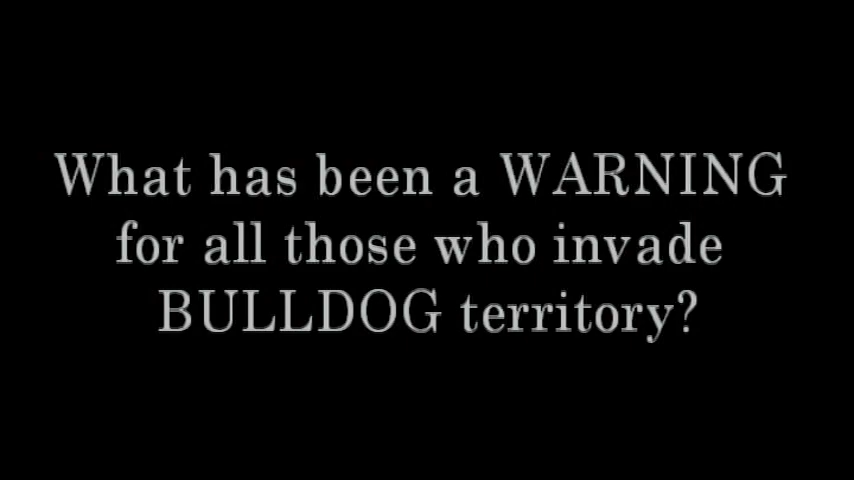 What has been a WARNING
for all those who invade
BULLDOG territory?